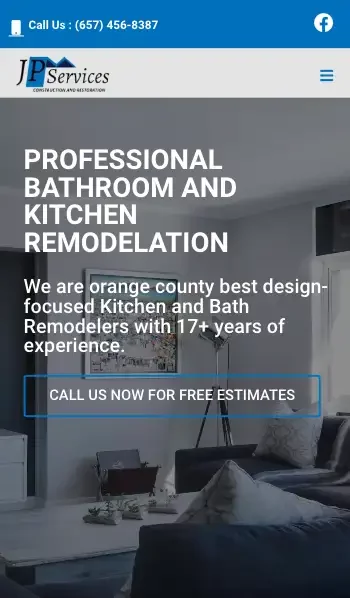 Call Us : (657) 456-8387
JP Services
CONSTRUCTION AND RESTORATION
PROFESSIONAL
BATHROOM AND
KITCHEN
REMODELATION
We are orange county best design-
focused Kitchen and Bath
Remodelers with 17+ years of
experience.
CALL US NOW FOR FREE ESTIMATES